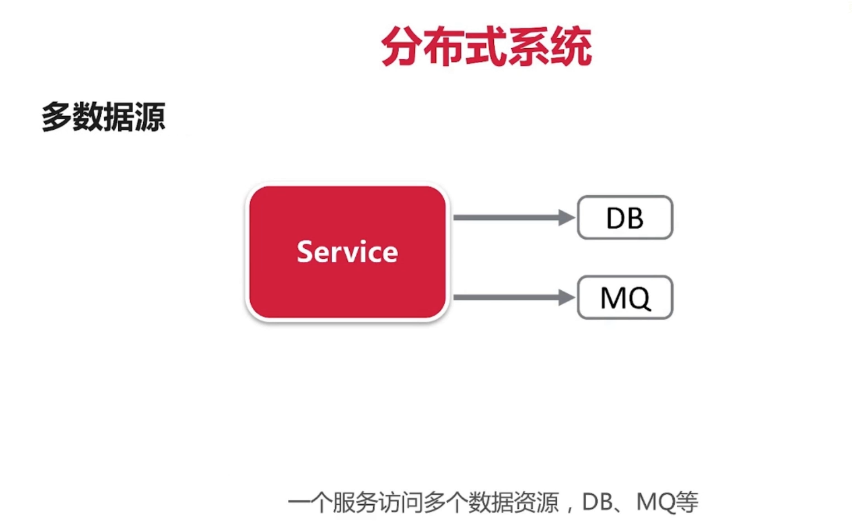 分布式系统
多数据源
Service
DB
MQ
一个服务访问多个数据资源，DB、MQ等